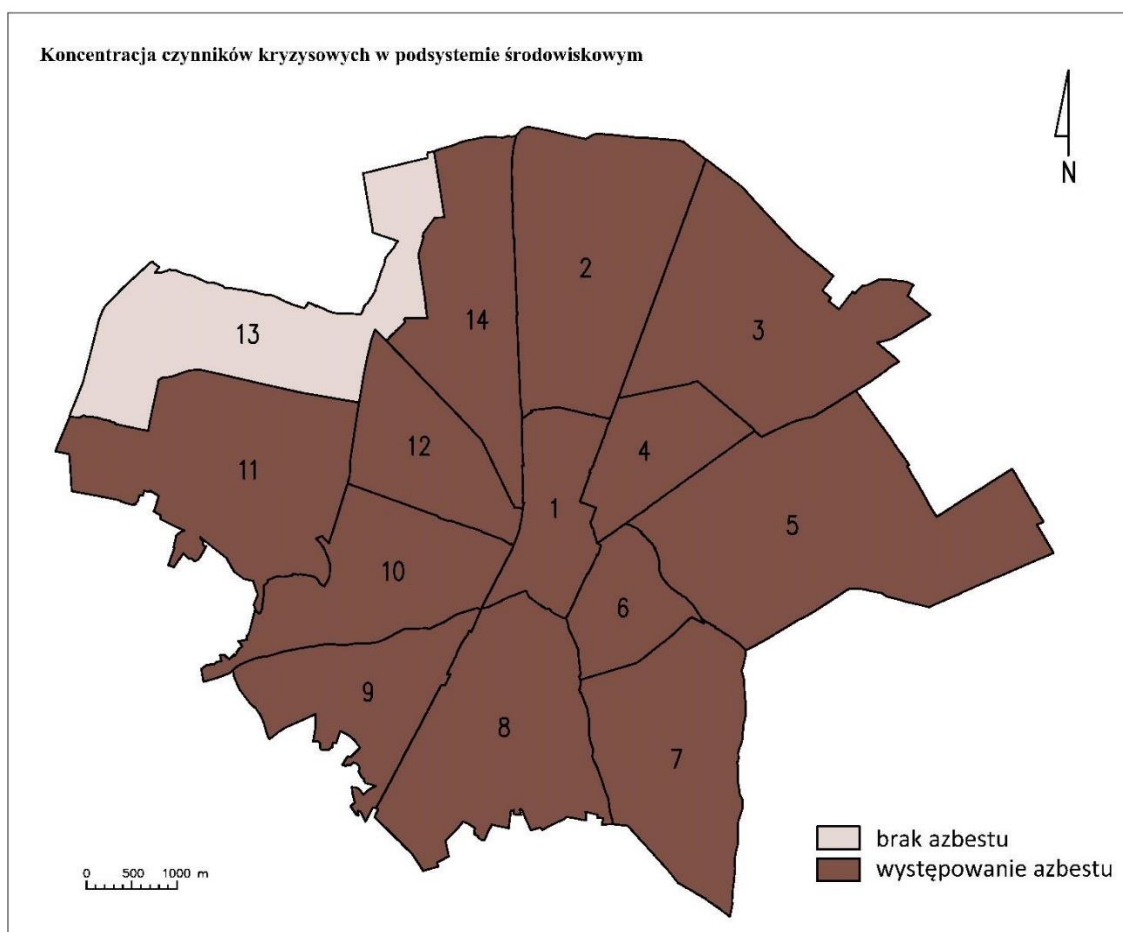 Koncentracja czynników kryzysowych w podsystemie środowiskowym
N
2
13
14
3
12
4
11
1
5
10
6
9
8
7
brak azbestu
występowanie azbestu
0 500 1000 m